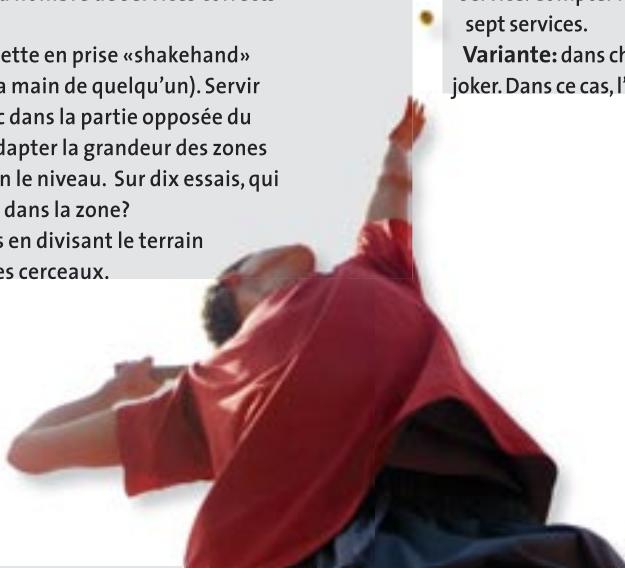 ette en prise «shakehand»
a main de quelqu’un). Servir
c dans la partie opposée du
dapter la grandeur des zones
n le niveau. Sur dix essais, qui
dans la zone?
s en divisant le terrain
es cerceaux.
sept services.
Variante: dans ch
joker. Dans ce cas, l’